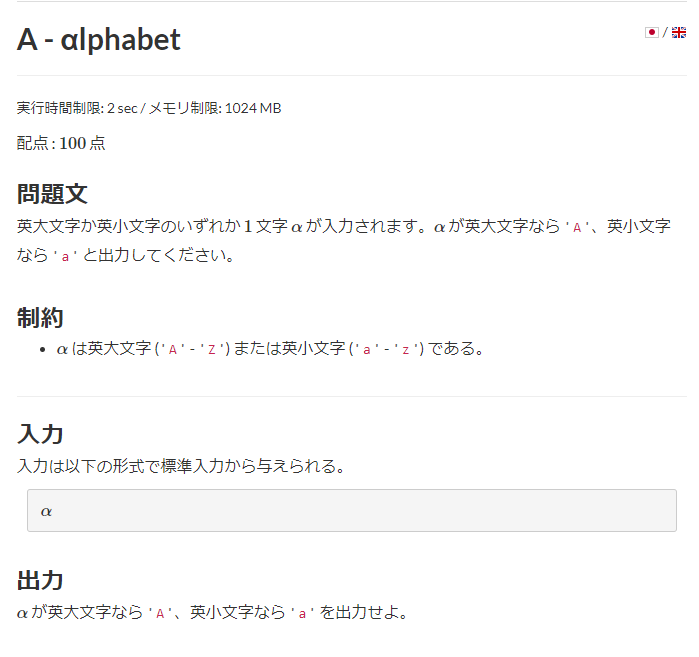 A - αlphabet
/
実行時間制限: 2 sec / メモリ制限: 1024 MB
配点 : 100 点
問題文
英大文字か英小文字のいずれか 1 文字 α が入力されます。α が英大文字なら 'A'、英小文字
なら 'a' と出力してください。
制約
• α は英大文字 ('A' - 'Z') または英小文字 ('a' - 'z') である。
入力
入力は以下の形式で標準入力から与えられる。
α
出力
α が英大文字なら 'A'、英小文字なら 'a' を出力せよ。